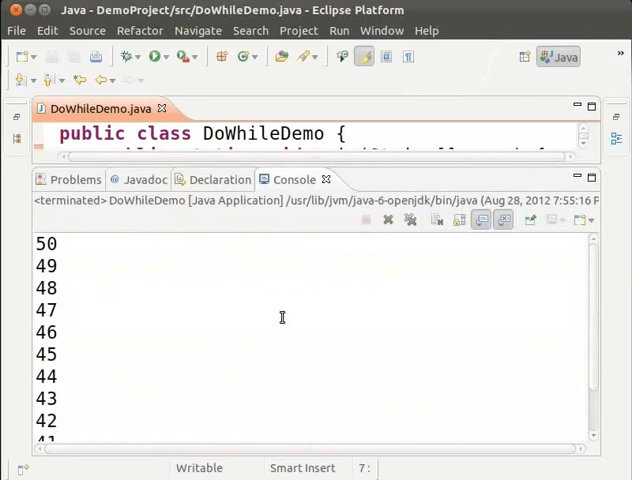 Java - DemoProject/src/DoWhileDemo.java - Eclipse Platform
File Edit Source Refactor Navigate Search Project Run Window Help
Java
DoWhileDemo.java
public class DoWhileDemo {
Problems @ Javadoc Declaration Console
<terminated> DoWhileDemo [Java Application] /usr/lib/jvm/java-6-openjdk/bin/java (Aug 28, 2012 7:55:16 P
50
49
48
47
46
45
44
43
42
41
Writable Smart Insert 7 :